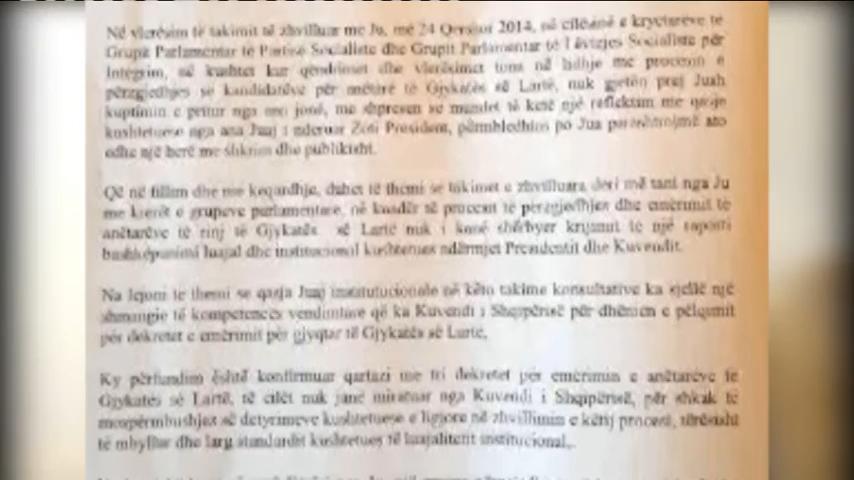 Në vlerësim të takimit të zhvilluar me Ju, më 24 Qershor 2014, në cilësinë e kryetarëve të
Grupit Parlamentar të Partisë Socialiste dhe Grupit Parlamentar të Lëvizjes Socialiste për
Integrim, në kushtet kur qëndrimet dhe vlerësimet tona në lidhje me procesin e
përzgjedhjes së kandidatëve për anëtarë të Gjykatës së Lartë, nuk gjetën prej Jush
kuptimin e pritur nga ana jonë, me shpresën se mundet të ketë një reflektim me qasje
kushtetuese nga ana Juaj i nderuar Zoti President, përmbledhtas po Jua parashtrojmë ato
edhe një herë me shkrim dhe publikisht.
Që në fillim dhe me keqardhje, duhet të themi se takimet e zhvilluara deri më tani nga Ju
me krerët e grupeve parlamentare, në kuadër të procesit të përzgjedhjes dhe emërimit të
anëtarëve të rinj të Gjykatës së Lartë nuk i kanë shërbyer krijimit të një raporti
bashkëpunimi luajal dhe institucional kushtetues ndërmjet Presidentit dhe Kuvendit.
Na lejoni të themi se qasja Juaj institucionale në këto takime konsultative ka sjellë një
shmangie të kompetencës vendimtare që ka Kuvendi i Shqipërisë për dhënien e pëlqimit
për dekretet e emërimit për gjyqtar të Gjykatës së Lartë.
Ky përfundim është konfirmuar qartazi me tri dekretet për emërimin e anëtarëve të
Gjykatës së Lartë, të cilët nuk janë miratuar nga Kuvendi i Shqipërisë, për shkak të
mospërmbushjes së detyrimeve kushtetuese e ligjore në zhvillimin e këtij procesi, tërësisht
të mbyllur dhe larg standardit kushtetues të luajalitetit institucional.